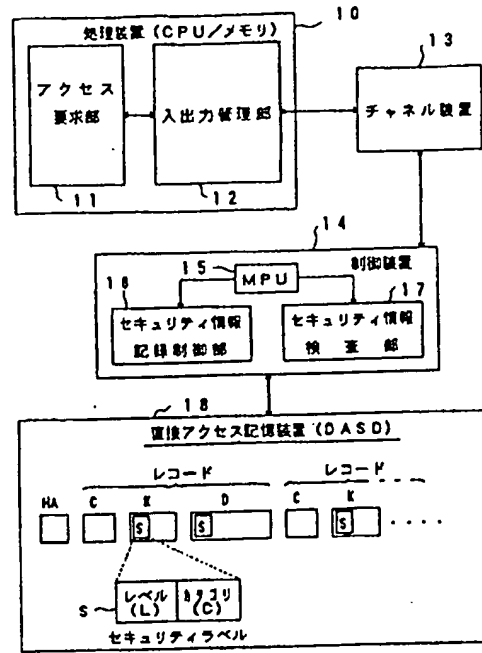 10
処理装置(CPU/メモリ)
13
アクセス
要求部
入出力管理部
チャネル装置
11
12
14
制御装置
15
MPU
16
17
セキュリティ情報
記録制御部
セキュリティ情報
検査部
18
直接アクセス記憶装置(DASD)
レコード
レコード
HA
C
K
D
C
K
S
S
S
・・・・
S
レベル
(L)
カテゴリ
(C)
セキュリティラベル